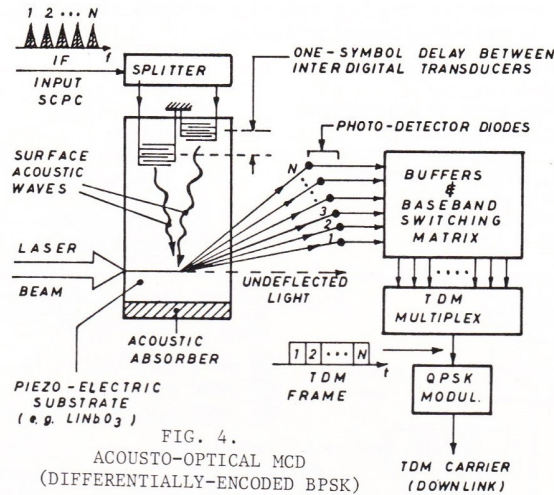 1 2 ··· N
IF
f
INPUT
SCPC
SPLITTER
ONE-SYMBOL DELAY BETWEEN
INTERDIGITAL TRANSDUCERS
PHOTO-DETECTOR DIODES
SURFACE
ACOUSTIC
WAVES
N
3
2
1
BUFFERS
&
BASEBAND
SWITCHING
MATRIX
LASER
BEAM
UNDEFLECTED
LIGHT
TDM
MULTIPLEX
ACOUSTIC
ABSORBER
1 2 ··· N
t
TDM
FRAME
QPSK
MODUL.
PIEZO-ELECTRIC
SUBSTRATE
(e.g. LINbO3)
TDM CARRIER
(DOWNLINK)
FIG. 4.
ACOUSTO-OPTICAL MCD
(DIFFERENTIALLY-ENCODED BPSK)